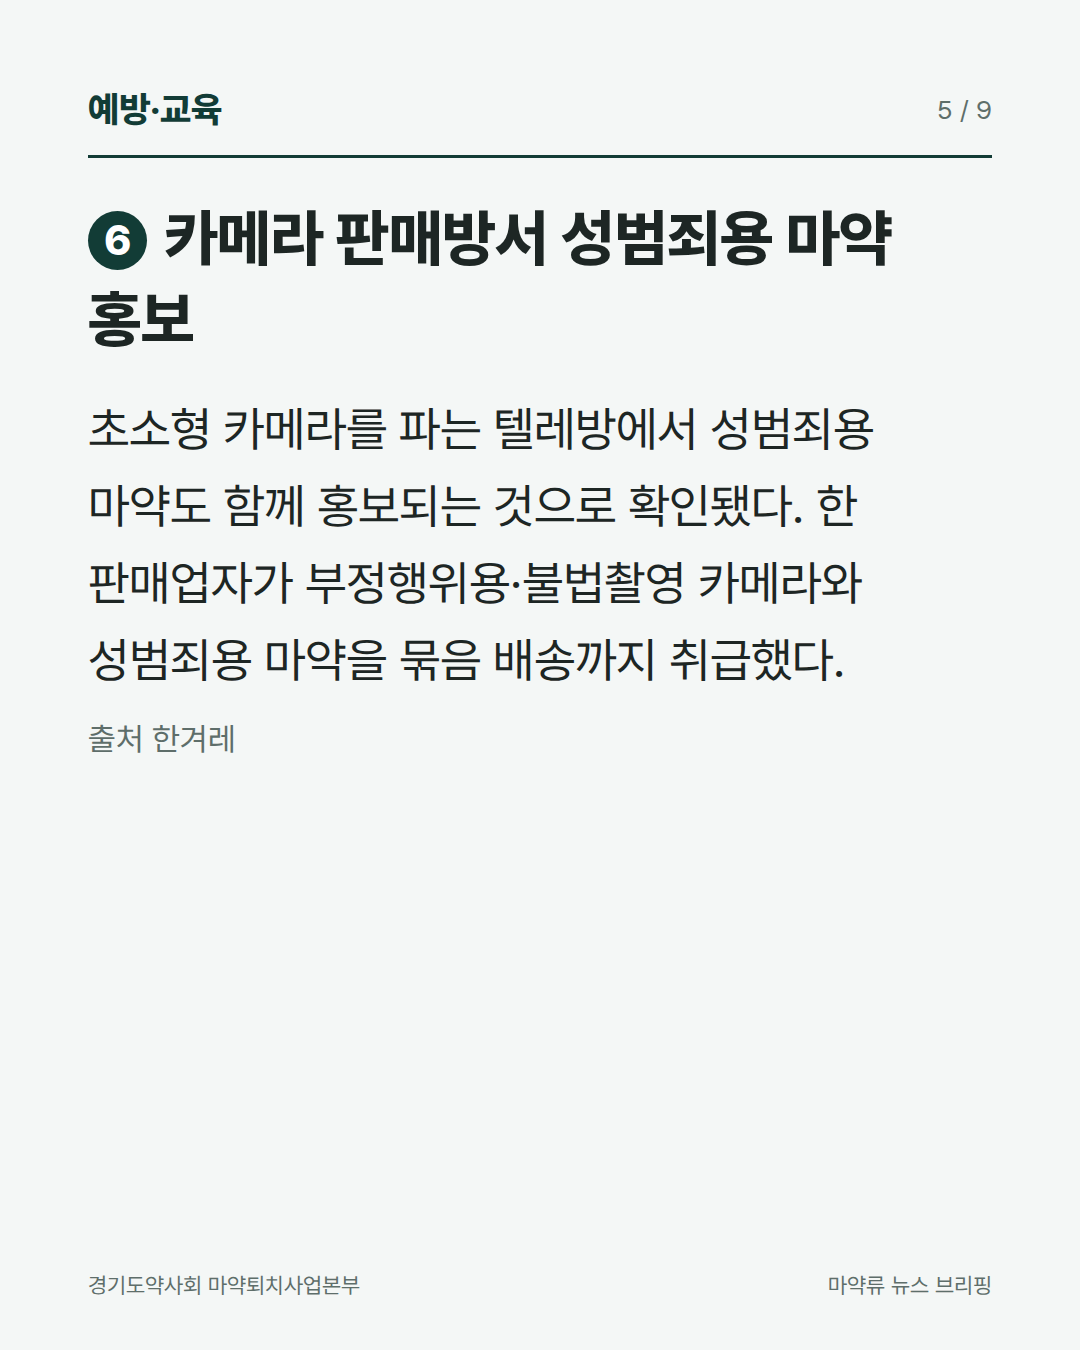 예방·교육
5 / 9
6 카메라 판매방서 성범죄용 마약
홍보
초소형 카메라를 파는 텔레방에서 성범죄용
마약도 함께 홍보되는 것으로 확인됐다. 한
판매업자가 부정행위용·불법촬영 카메라와
성범죄용 마약을 묶음 배송까지 취급했다.
출처 한겨레
경기도약사회 마약퇴치사업본부
마약류 뉴스 브리핑